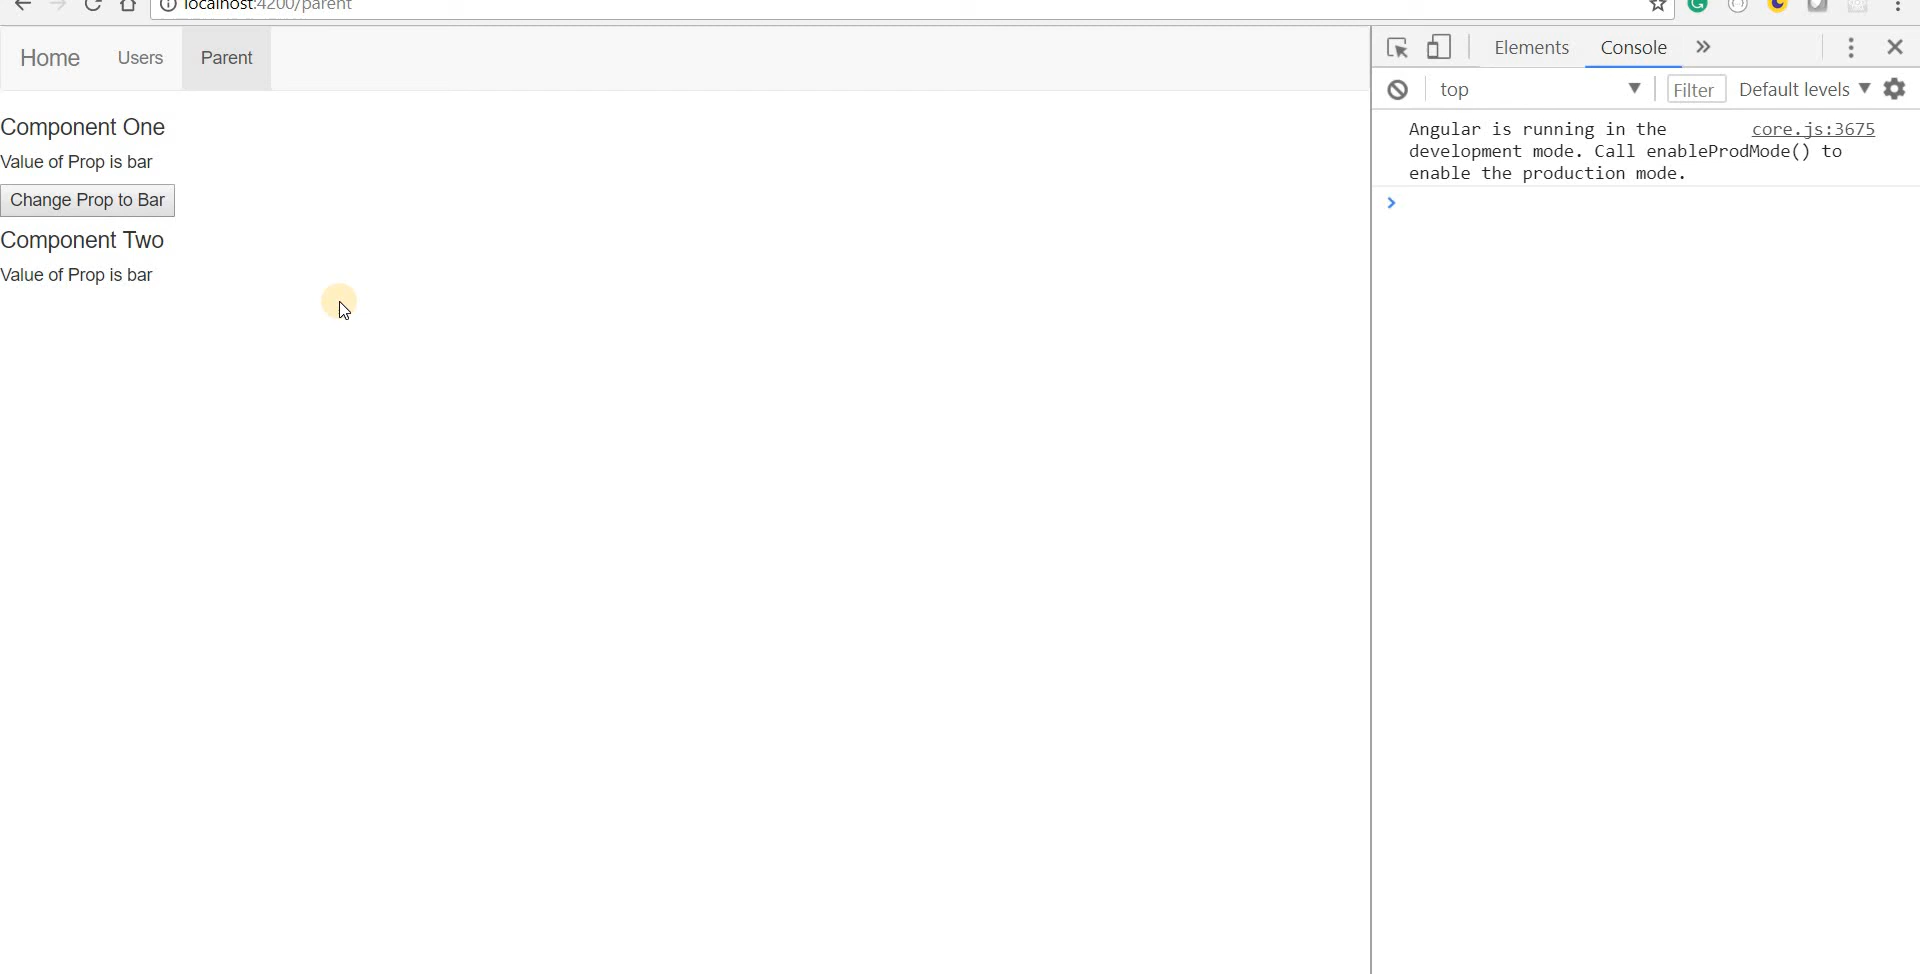 localhost:4200/parent
Home Users Parent
Component One
Value of Prop is bar
Change Prop to Bar
Component Two
Value of Prop is bar
Elements Console »
top Filter Default levels
Angular is running in the core.js:3675
development mode. Call enableProdMode() to
enable the production mode.